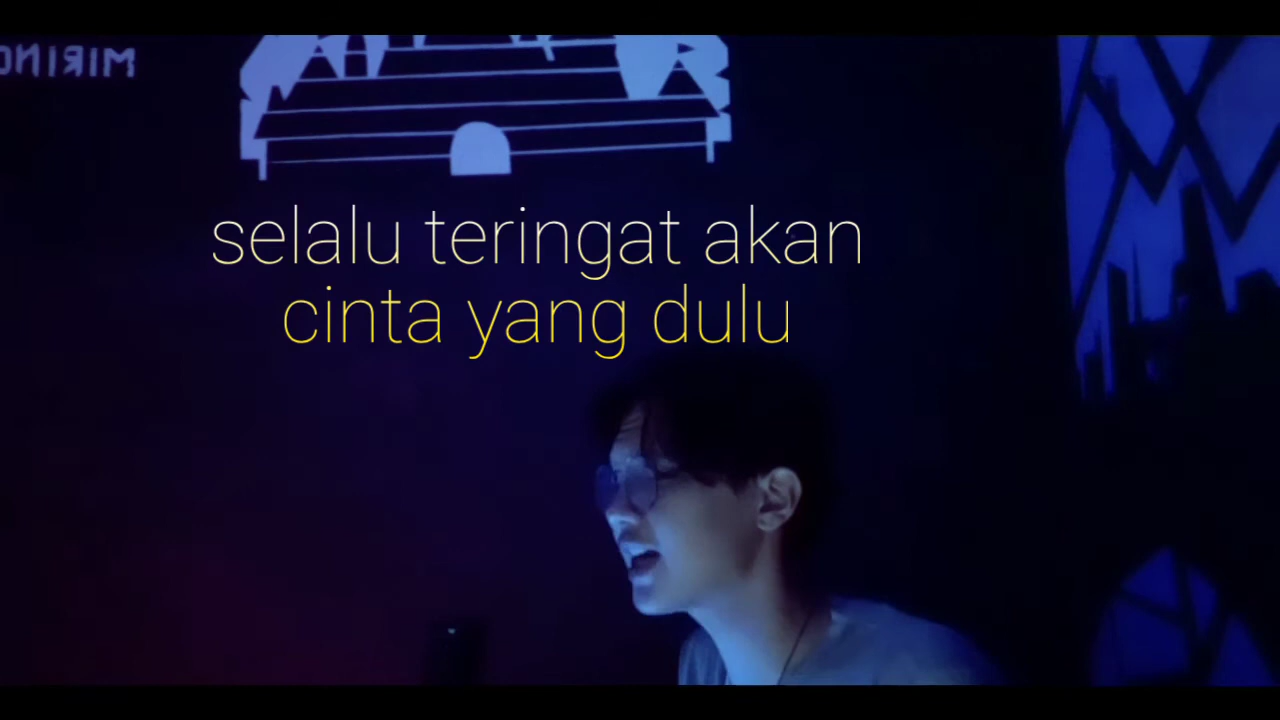 selalu teringat akan
cinta yang dulu